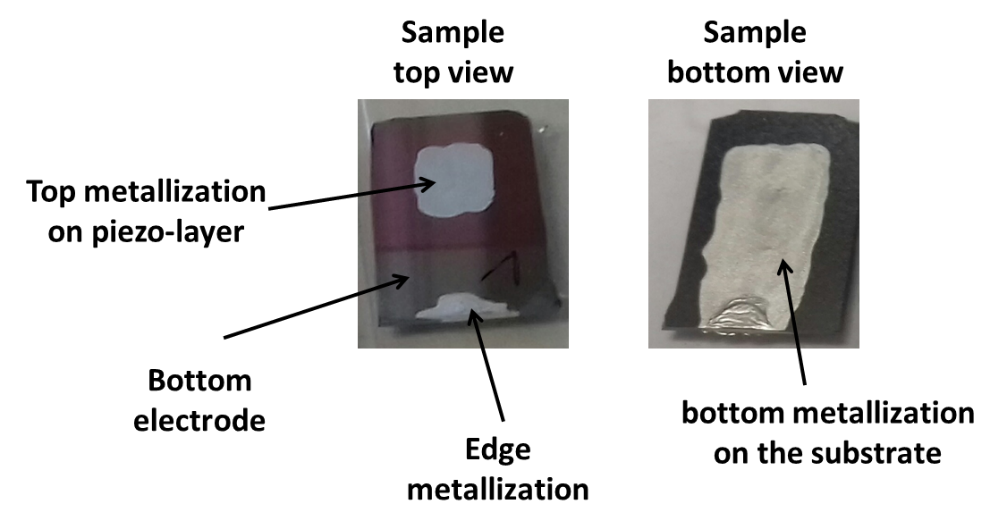 Sample
top view
Sample
bottom view
Top metallization
on piezo-layer
Bottom
electrode
Edge
metallization
bottom metallization
on the substrate